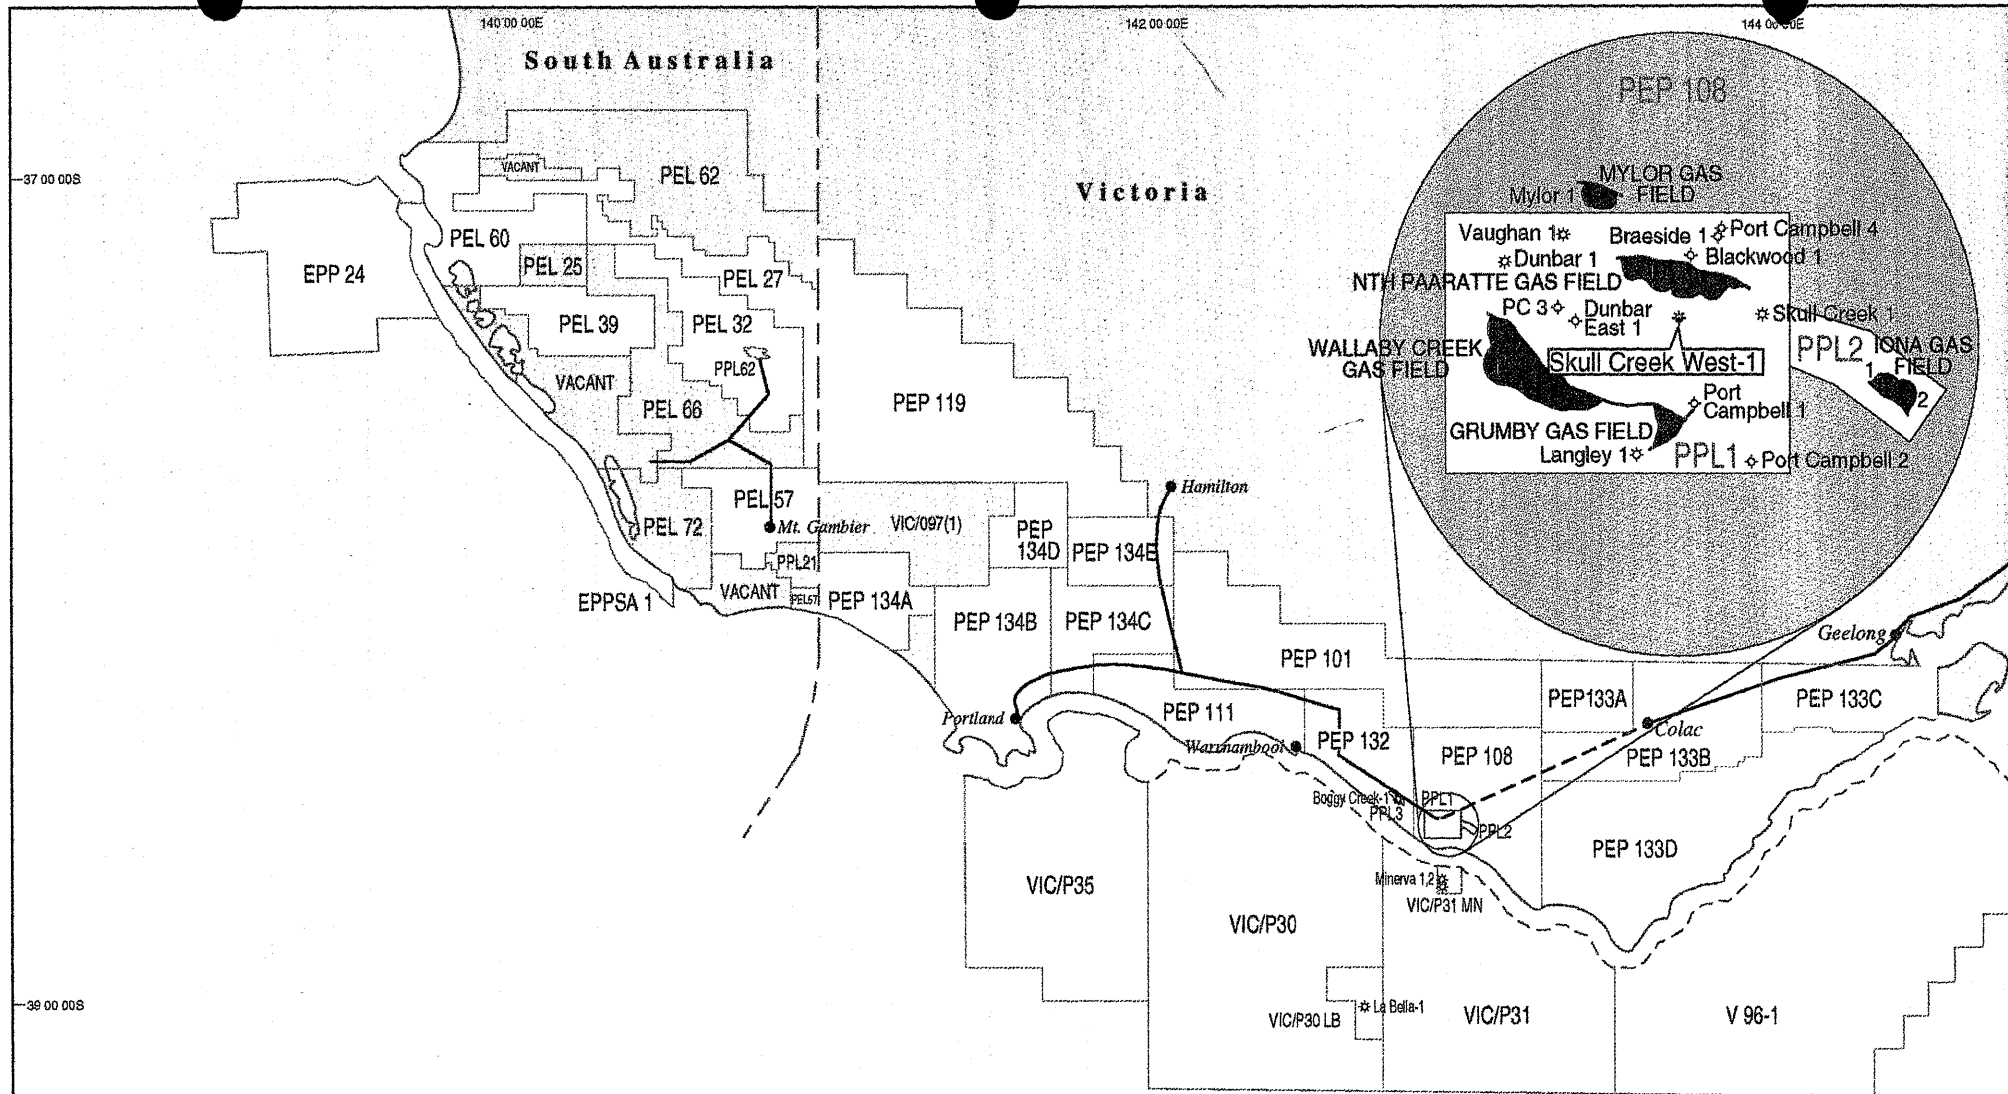 140 00 00E
142 00 00E
144 00 00E
South Australia
Victoria
37 00 00S
39 00 00S
VACANT
PEL 62
PEL 60
EPP 24
PEL 25
PEL 27
PEL 39
PEL 32
PPL62
VACANT
PEL 66
PEP 119
PEL 57
Mt. Gambier
PEL 72
VIC/097(1)
PEP
134D
PEP 134E
Hamilton
PPL21
VACANT
PEL57
EPPSA 1
PEP 134A
PEP 134B
PEP 134C
PEP 101
Portland
PEP 111
Warrnambool
PEP 132
PEP 108
PEP133A
PEP 133C
Colac
PEP 133B
Geelong
Boggy Creek-1
PPL3
PPL1
PPL2
PEP 133D
Minerva 1,2
VIC/P31 MN
VIC/P35
VIC/P30
La Bella-1
VIC/P30 LB
VIC/P31
V 96-1
PEP 108
MYLOR GAS
FIELD
Mylor 1
Vaughan 1
Braeside 1
Port Campbell 4
Dunbar 1
Blackwood 1
NTH PAARATTE GAS FIELD
PC 3
Dunbar
East 1
Skull Creek 1
WALLABY CREEK
GAS FIELD
Skull Creek West-1
PPL2
IONA GAS
FIELD
1
2
Port
Campbell 1
GRUMBY GAS FIELD
Langley 1
PPL1
Port Campbell 2